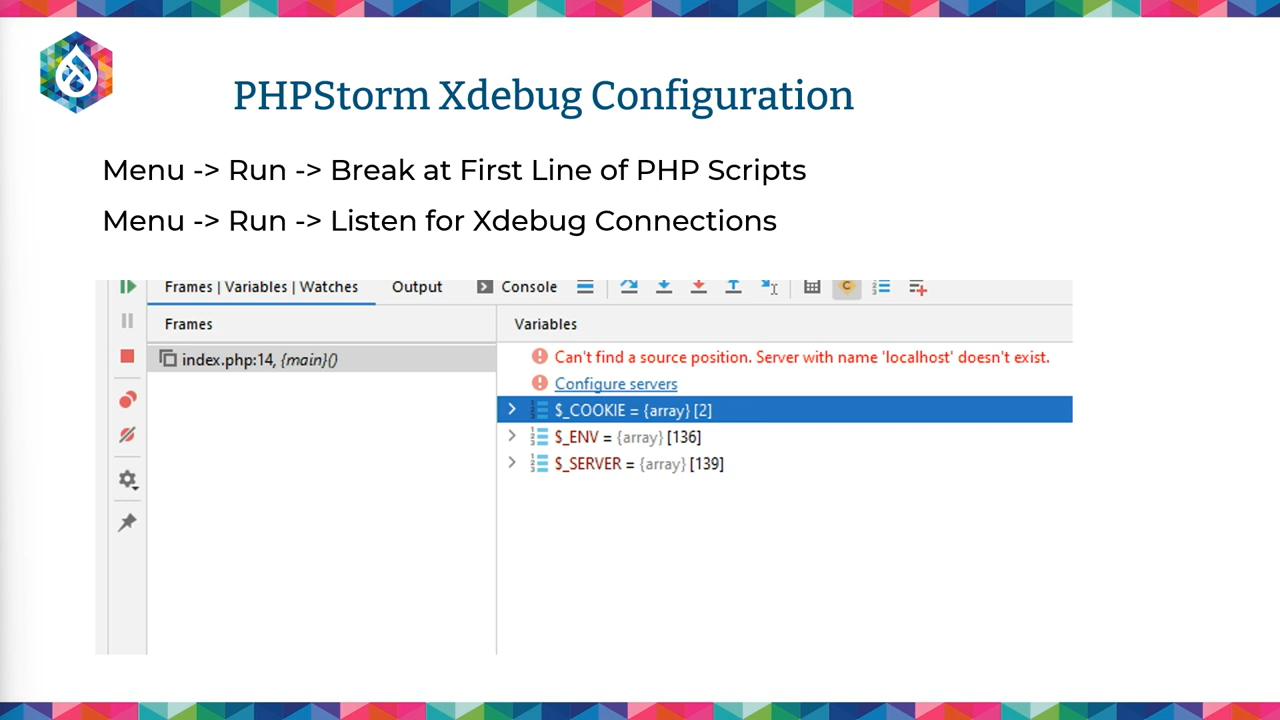 PHPStorm Xdebug Configuration
Menu -> Run -> Break at First Line of PHP Scripts
Menu -> Run -> Listen for Xdebug Connections
Frames | Variables | Watches Output Console
Frames Variables
index.php:14, {main}()
Can't find a source position. Server with name 'localhost' doesn't exist.
Configure servers
$_COOKIE = {array} [2]
$_ENV = {array} [136]
$_SERVER = {array} [139]